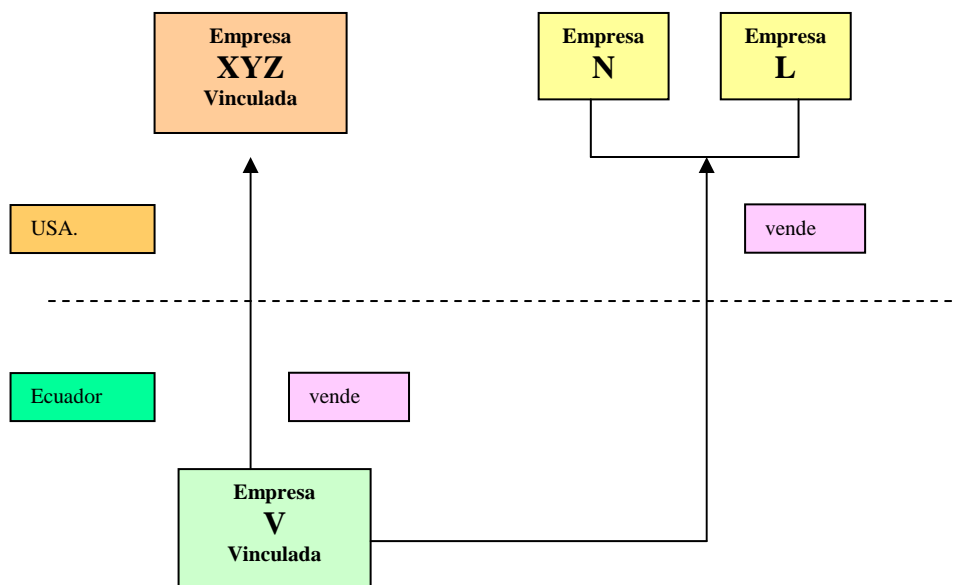 Empresa
XYZ
Vinculada
Empresa
N
Empresa
L
USA.
vende
Ecuador
vende
Empresa
V
Vinculada